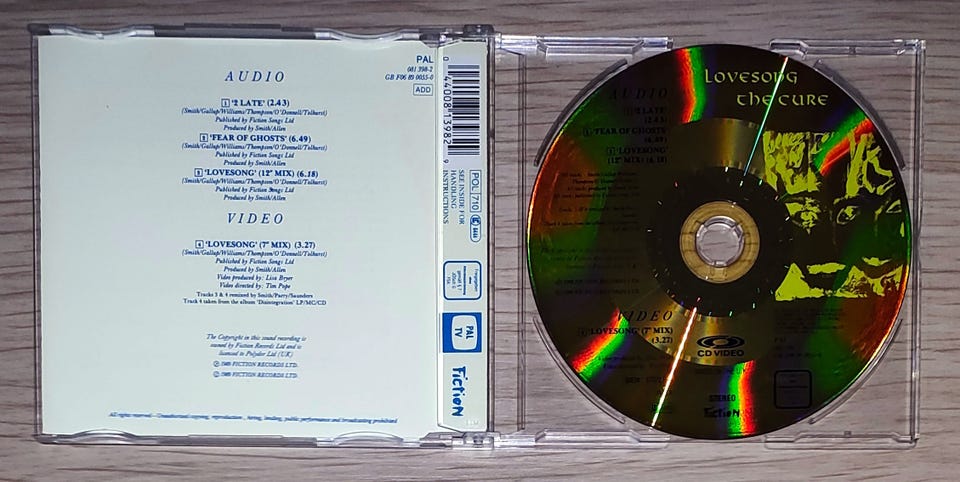 AUDIO
1 '2 LATE' (2.43)
(Smith/Gallup/Williams/Thompson/O'Donnell/Tolhurst)
Published by Fiction Songs Ltd
Produced by Smith/Allen
2 'FEAR OF GHOSTS' (6.49)
(Smith/Gallup/Williams/Thompson/O'Donnell/Tolhurst)
Published by Fiction Songs Ltd
Produced by Smith/Allen
3 'LOVESONG' (12" MIX) (6.18)
(Smith/Gallup/Williams/Thompson/O'Donnell/Tolhurst)
Published by Fiction Songs Ltd
Produced by Smith/Allen
VIDEO
4 'LOVESONG' (7" MIX) (3.27)
(Smith/Gallup/Williams/Thompson/O'Donnell/Tolhurst)
Published by Fiction Songs Ltd
Produced by Smith/Allen
Video produced by: Lisa Bryer
Video directed by: Tim Pope
Tracks 3 & 4 remixed by Smith/Parry/Saunders
Track 4 taken from the album 'Disintegration' LP/MC/CD
The Copyright in this sound recording is
owned by Fiction Records Ltd and is
licensed to Polydor Ltd (UK)
℗ 1989 FICTION RECORDS LTD.
© 1989 FICTION RECORDS LTD.
All rights reserved - Unauthorised copying, reproduction, hiring, lending, public performance and broadcasting prohibited
PAL
081 398-2
GB F06 89 0055-0
ADD
0 44008 13982 9
POL 710
SEE INSIDE FOR
HANDLING
INSTRUCTIONS
PAL
TV
Fiction
Lovesong
the cure
AUDIO
1 '2 LATE'
(2.43)
2 'FEAR OF GHOSTS'
(6.49)
3 'LOVESONG'
(12" MIX) (6.18)
VIDEO
4 'LOVESONG' (7" MIX)
(3.27)
CD VIDEO
STEREO
Fiction